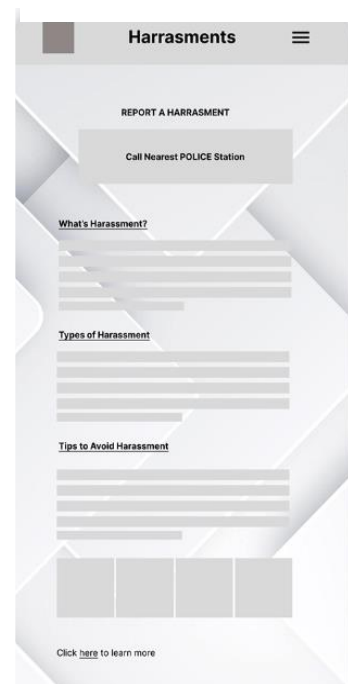 Harrasments
REPORT A HARRASMENT
Call Nearest POLICE Station
What's Harassment?
Types of Harassment
Tips to Avoid Harassment
Click here to learn more